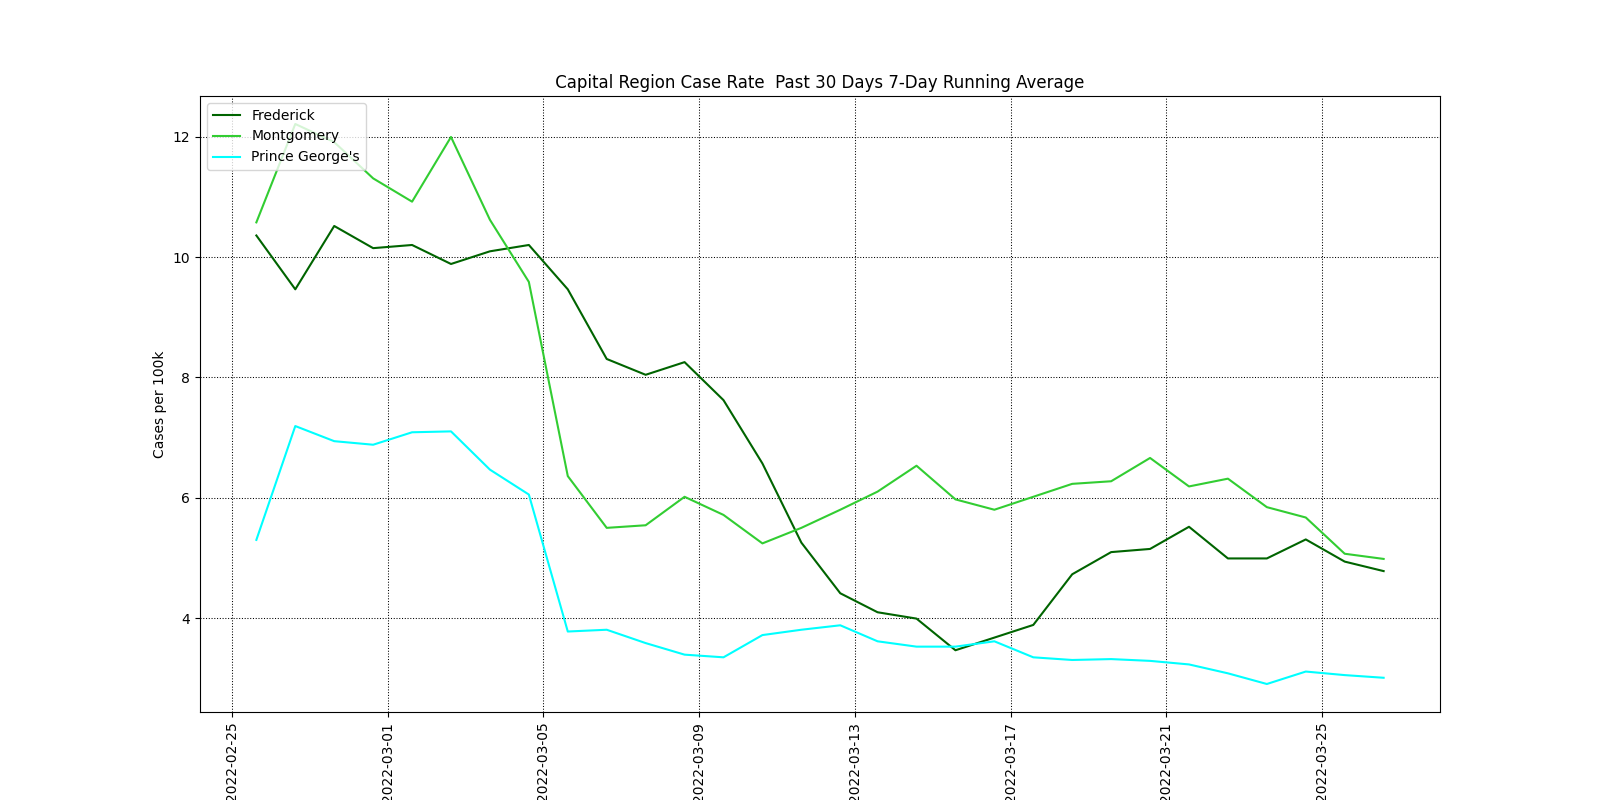 Capital Region Case Rate  Past 30 Days 7-Day Running Average
Frederick
Montgomery
Prince George's
Cases per 100k
12
10
8
6
4
2022-02-25
2022-03-01
2022-03-05
2022-03-09
2022-03-13
2022-03-17
2022-03-21
2022-03-25